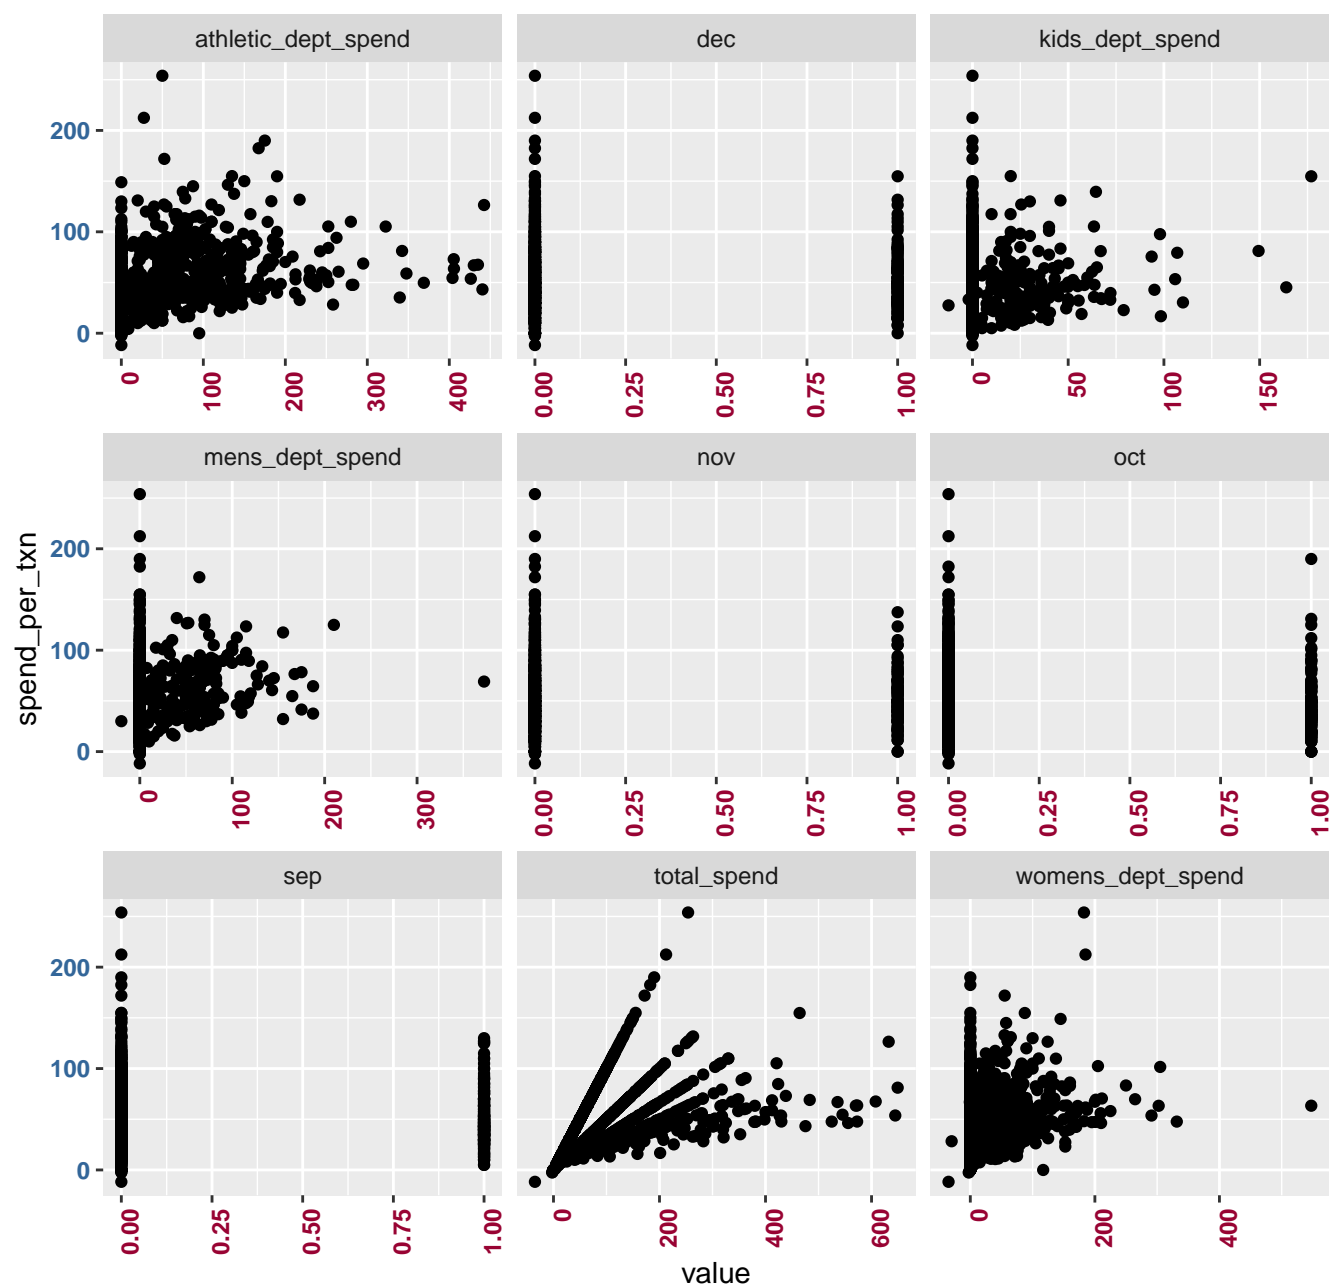 athletic_dept_spend dec kids_dept_spend
200
100
0
0 100 200 300 400 0.00 0.25 0.50 0.75 1.00 0 50 100 150
mens_dept_spend nov oct
200
100
0
0 100 200 300 0.00 0.25 0.50 0.75 1.00 0.00 0.25 0.50 0.75 1.00
spend_per_txn
sep total_spend womens_dept_spend
200
100
0
0.00 0.25 0.50 0.75 1.00 0 200 400 600 0 200 400
value